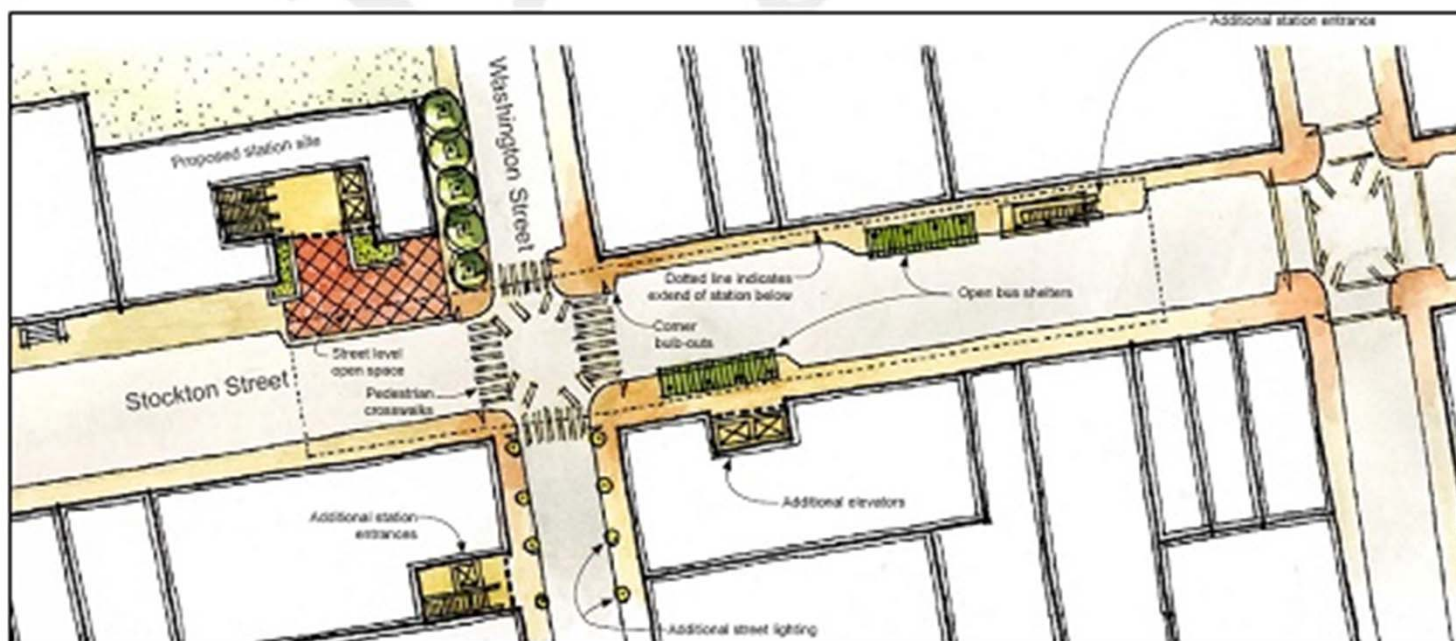 Additional station entrance
Washington Street
Proposed station site
Dotted line indicates
extend of station below
Open bus shelters
Corner
bulb-outs
Street level
open space
Stockton Street
Pedestrian
crosswalks
Additional elevators
Additional station
entrances
Additional street lighting